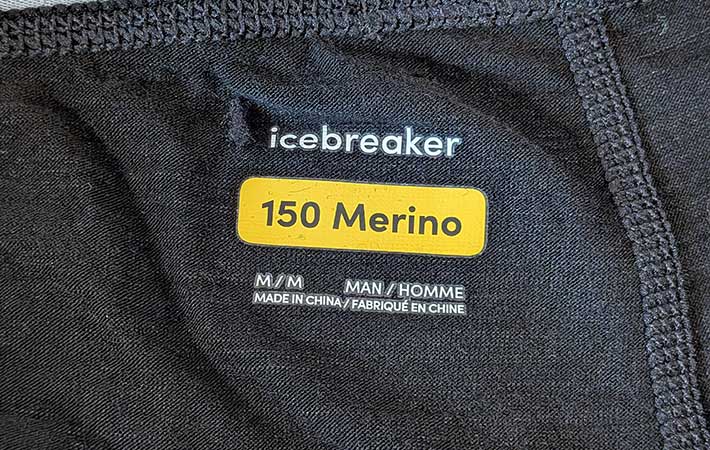 icebreaker
150 Merino
M/M MAN / HOMME
MADE IN CHINA / FABRIQUÉ EN CHINE